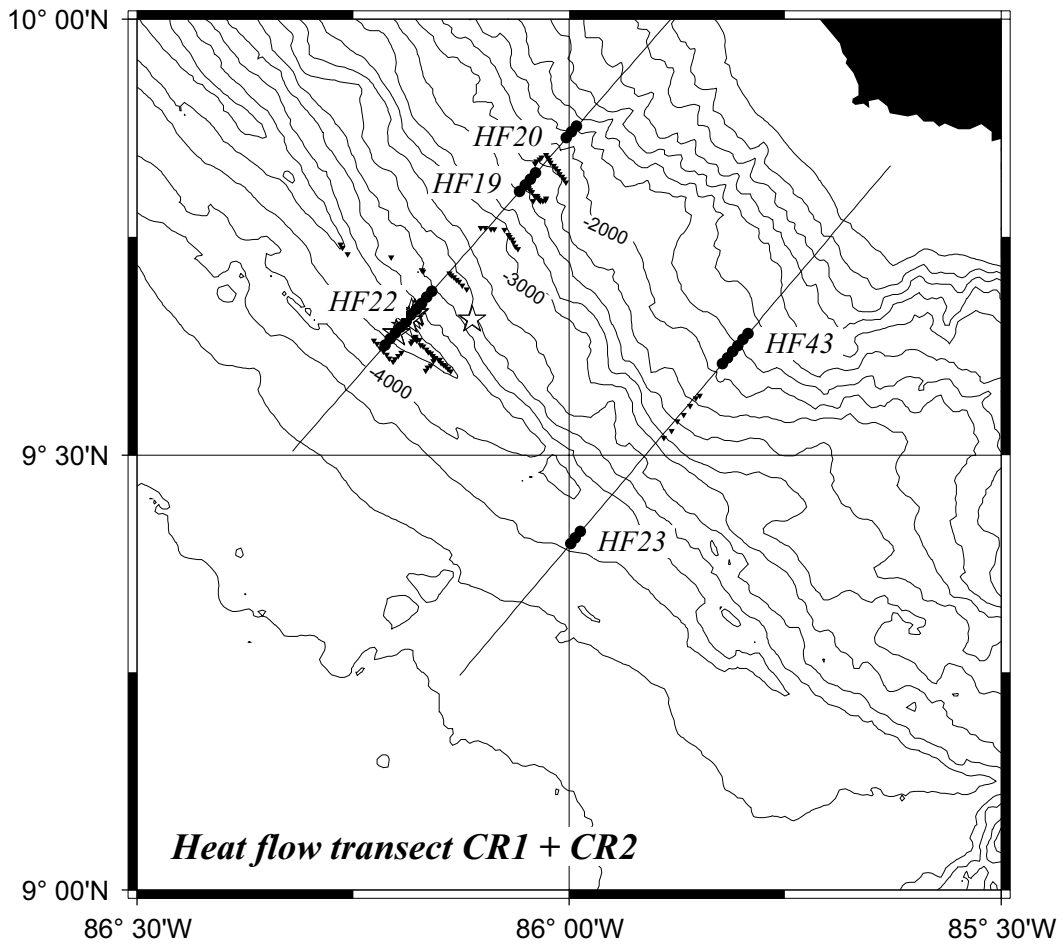 10° 00'N
HF20
HF19
-2000
-3000
HF22
HF43
-4000
9° 30'N
HF23
Heat flow transect CR1 + CR2
9° 00'N
86° 30'W
86° 00'W
85° 30'W